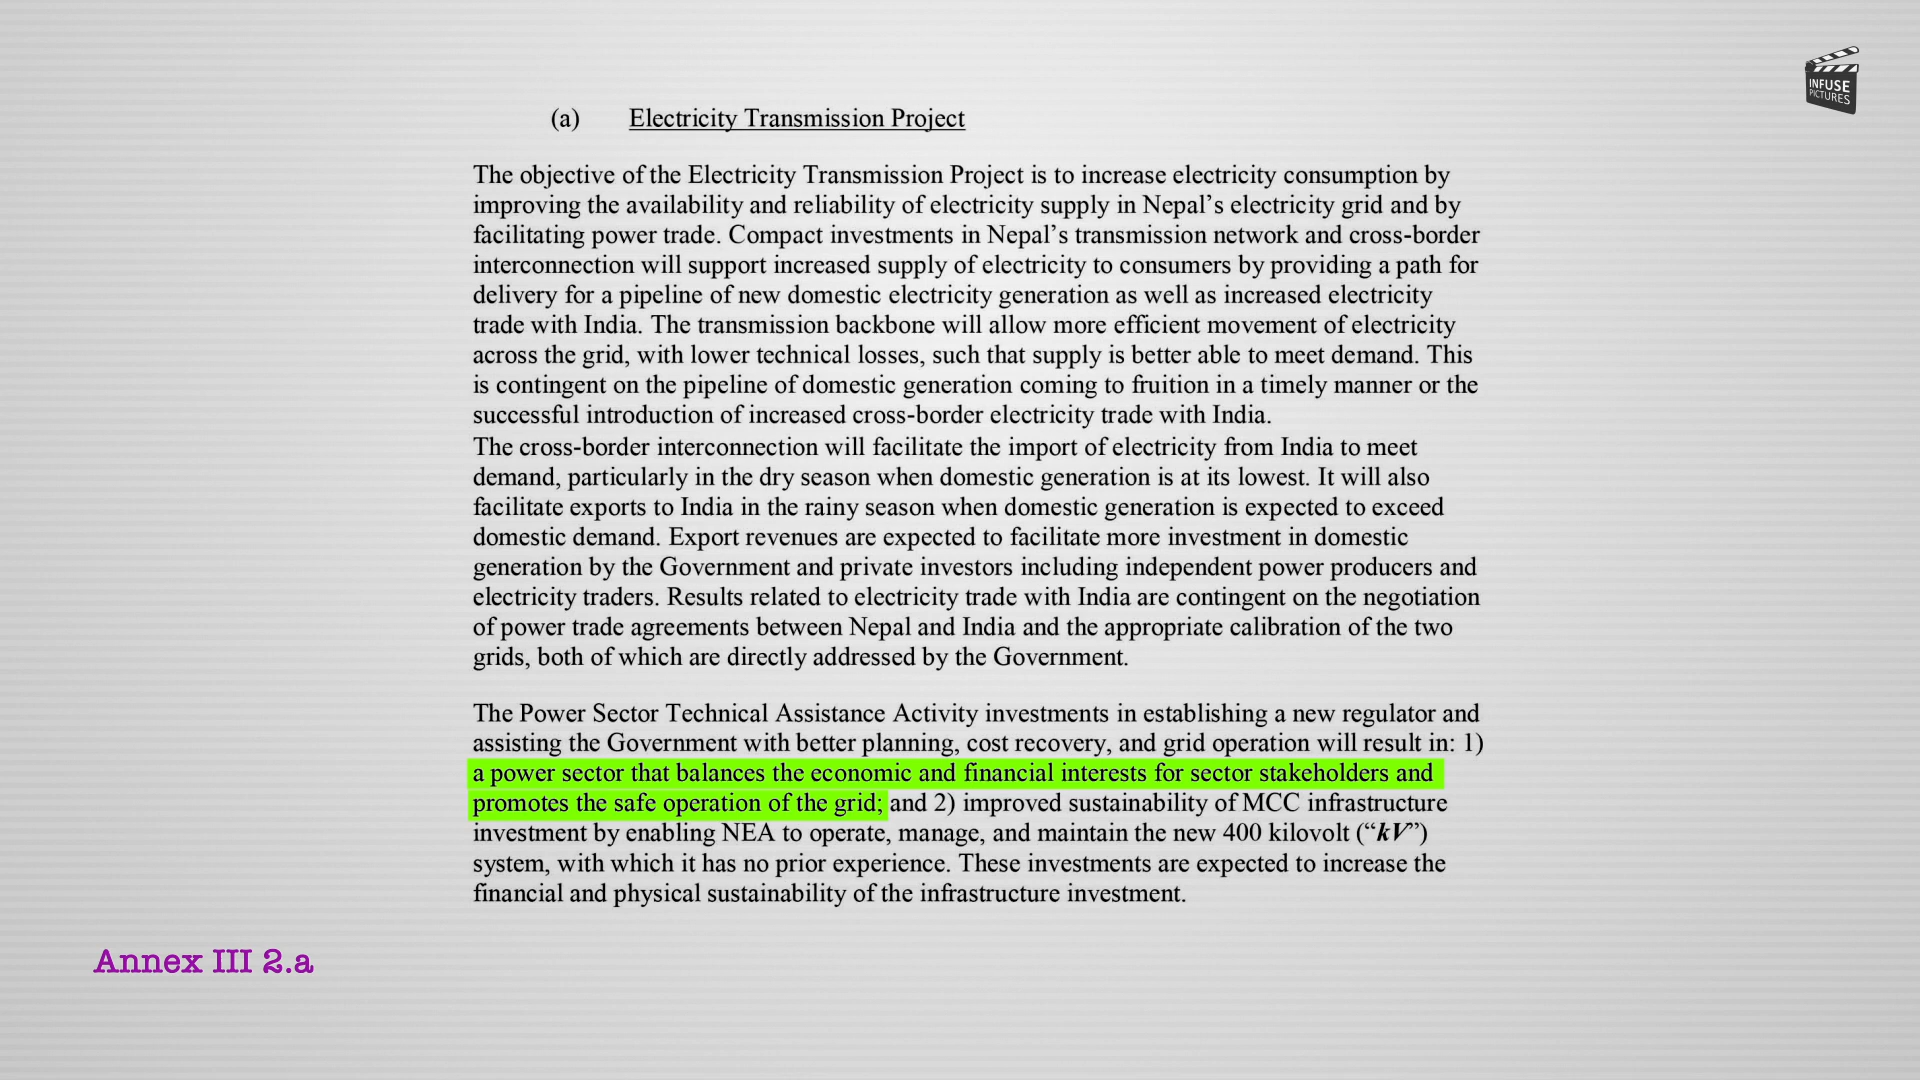 INFUSE
PICTURES
(a) Electricity Transmission Project
The objective of the Electricity Transmission Project is to increase electricity consumption by
improving the availability and reliability of electricity supply in Nepal’s electricity grid and by
facilitating power trade. Compact investments in Nepal’s transmission network and cross-border
interconnection will support increased supply of electricity to consumers by providing a path for
delivery for a pipeline of new domestic electricity generation as well as increased electricity
trade with India. The transmission backbone will allow more efficient movement of electricity
across the grid, with lower technical losses, such that supply is better able to meet demand. This
is contingent on the pipeline of domestic generation coming to fruition in a timely manner or the
successful introduction of increased cross-border electricity trade with India.
The cross-border interconnection will facilitate the import of electricity from India to meet
demand, particularly in the dry season when domestic generation is at its lowest. It will also
facilitate exports to India in the rainy season when domestic generation is expected to exceed
domestic demand. Export revenues are expected to facilitate more investment in domestic
generation by the Government and private investors including independent power producers and
electricity traders. Results related to electricity trade with India are contingent on the negotiation
of power trade agreements between Nepal and India and the appropriate calibration of the two
grids, both of which are directly addressed by the Government.
The Power Sector Technical Assistance Activity investments in establishing a new regulator and
assisting the Government with better planning, cost recovery, and grid operation will result in: 1)
a power sector that balances the economic and financial interests for sector stakeholders and
promotes the safe operation of the grid; and 2) improved sustainability of MCC infrastructure
investment by enabling NEA to operate, manage, and maintain the new 400 kilovolt (“kV”)
system, with which it has no prior experience. These investments are expected to increase the
financial and physical sustainability of the infrastructure investment.
Annex III 2.a